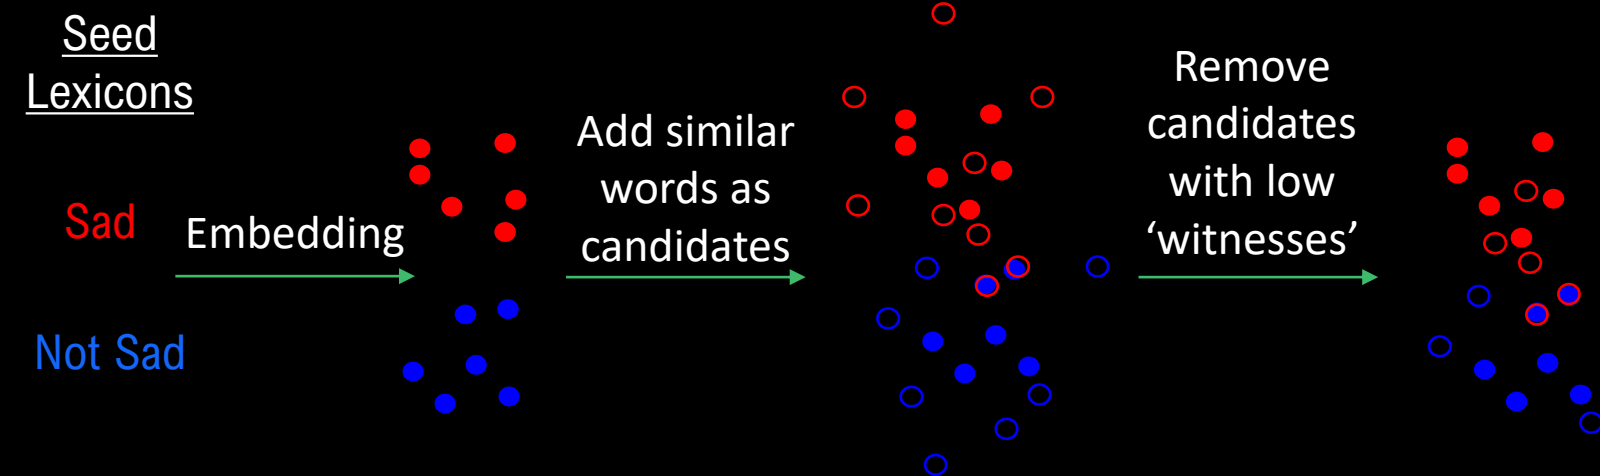 Seed
Lexicons
Sad
Not Sad
Embedding
Add similar
words as
candidates
Remove
candidates
with low
‘witnesses’